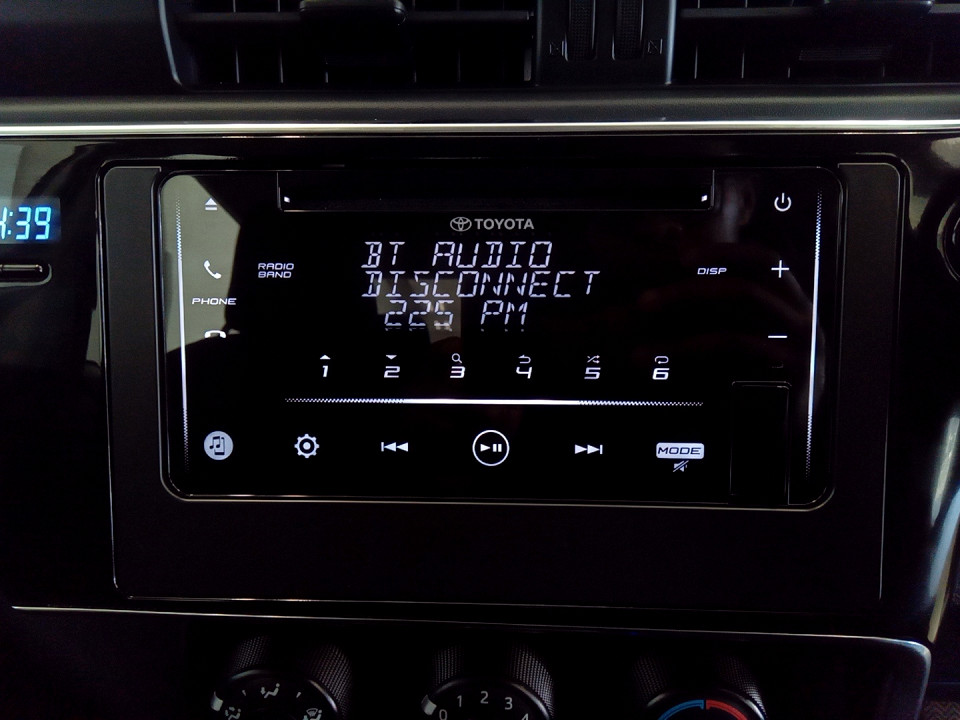 :39
TOYOTA
BT AUDIO
DISCONNECT
225 PM
RADIO
BAND
DISP
PHONE
1 2 3 4 5 6
MODE
0 1 2 3 4